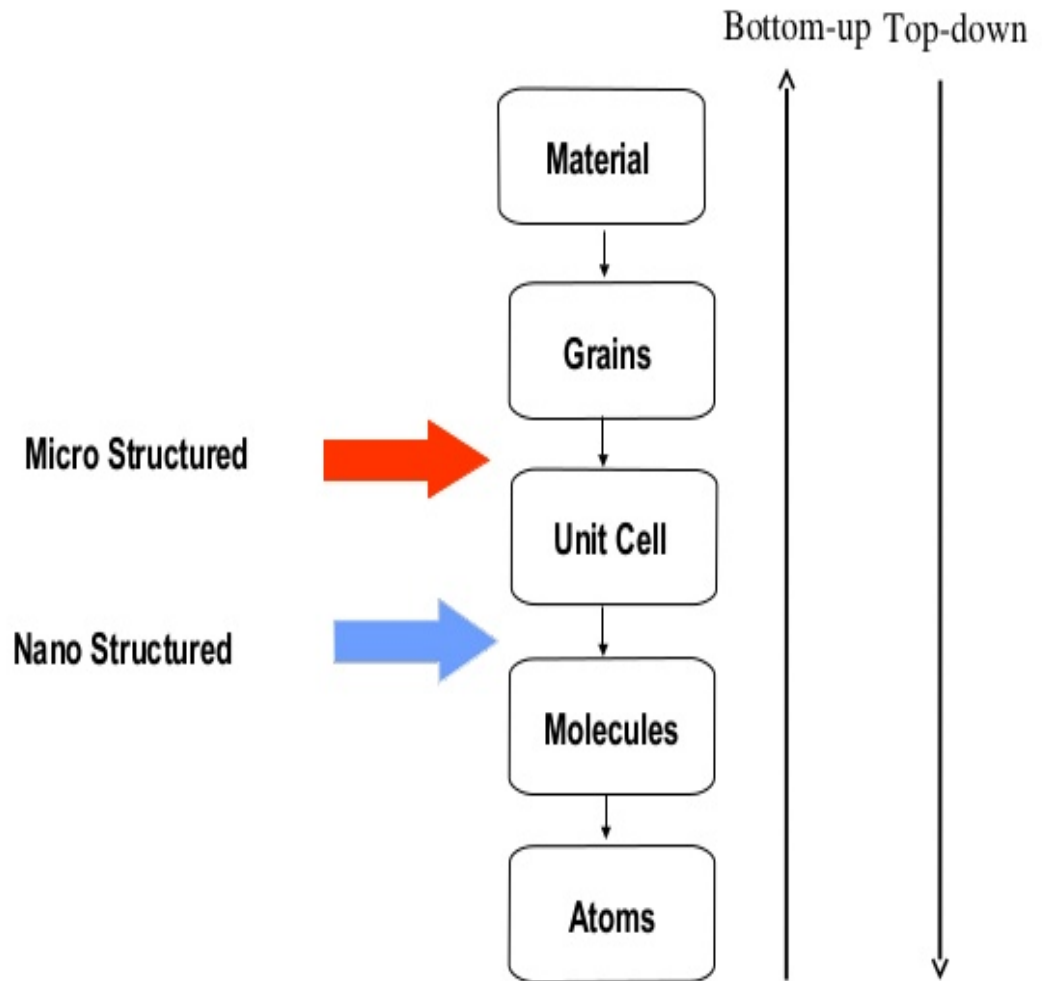 Bottom-up Top-down
Material
Grains
Micro Structured
Unit Cell
Nano Structured
Molecules
Atoms